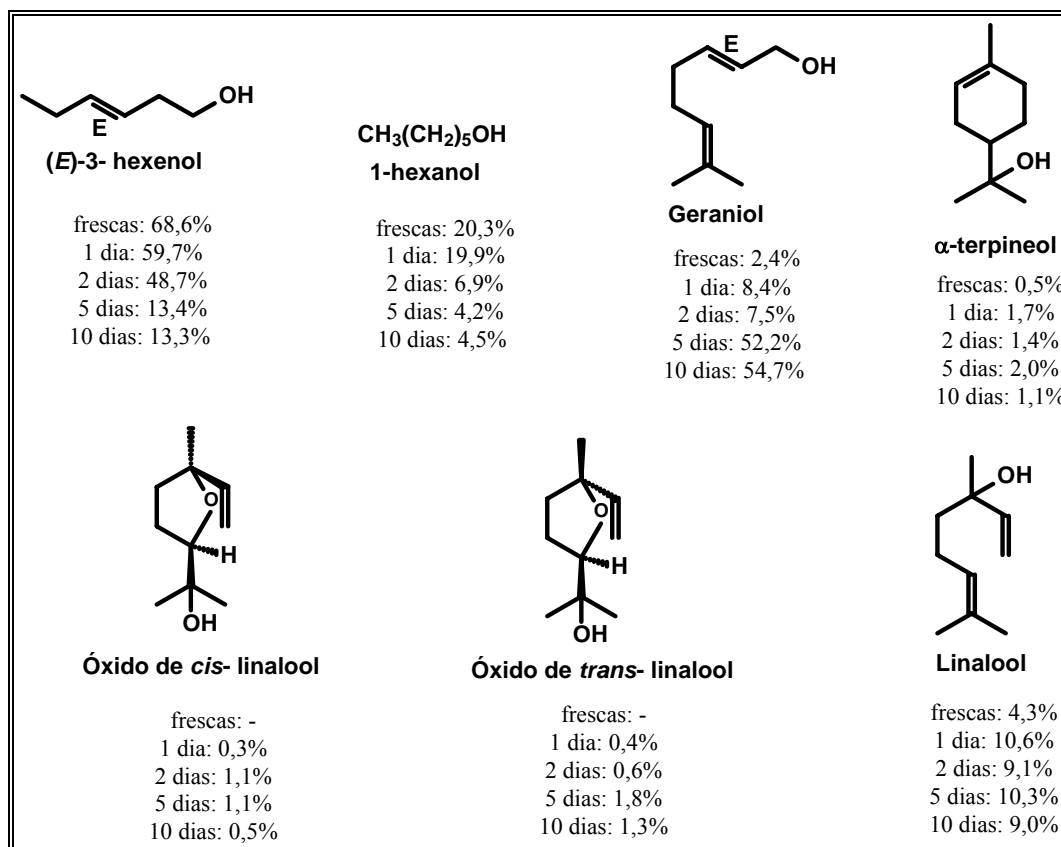 E
OH
(E)-3- hexenol
frescas: 68,6%
1 dia: 59,7%
2 dias: 48,7%
5 dias: 13,4%
10 dias: 13,3%
CH3(CH2)5OH
1-hexanol
frescas: 20,3%
1 dia: 19,9%
2 dias: 6,9%
5 dias: 4,2%
10 dias: 4,5%
E
OH
Geraniol
frescas: 2,4%
1 dia: 8,4%
2 dias: 7,5%
5 dias: 52,2%
10 dias: 54,7%
OH
α-terpineol
frescas: 0,5%
1 dia: 1,7%
2 dias: 1,4%
5 dias: 2,0%
10 dias: 1,1%
O
H
OH
Óxido de cis- linalool
frescas: -
1 dia: 0,3%
2 dias: 1,1%
5 dias: 1,1%
10 dias: 0,5%
O
H
OH
Óxido de trans- linalool
frescas: -
1 dia: 0,4%
2 dias: 0,6%
5 dias: 1,8%
10 dias: 1,3%
OH
Linalool
frescas: 4,3%
1 dia: 10,6%
2 dias: 9,1%
5 dias: 10,3%
10 dias: 9,0%